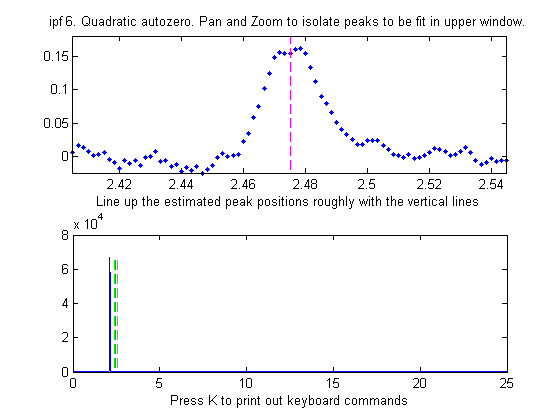 ipf 6. Quadratic autozero. Pan and Zoom to isolate peaks to be fit in upper window.
0.15
0.1
0.05
0
2.42 2.44 2.46 2.48 2.5 2.52 2.54
Line up the estimated peak positions roughly with the vertical lines
x 10^4
8
6
4
2
0
0 5 10 15 20 25
Press K to print out keyboard commands